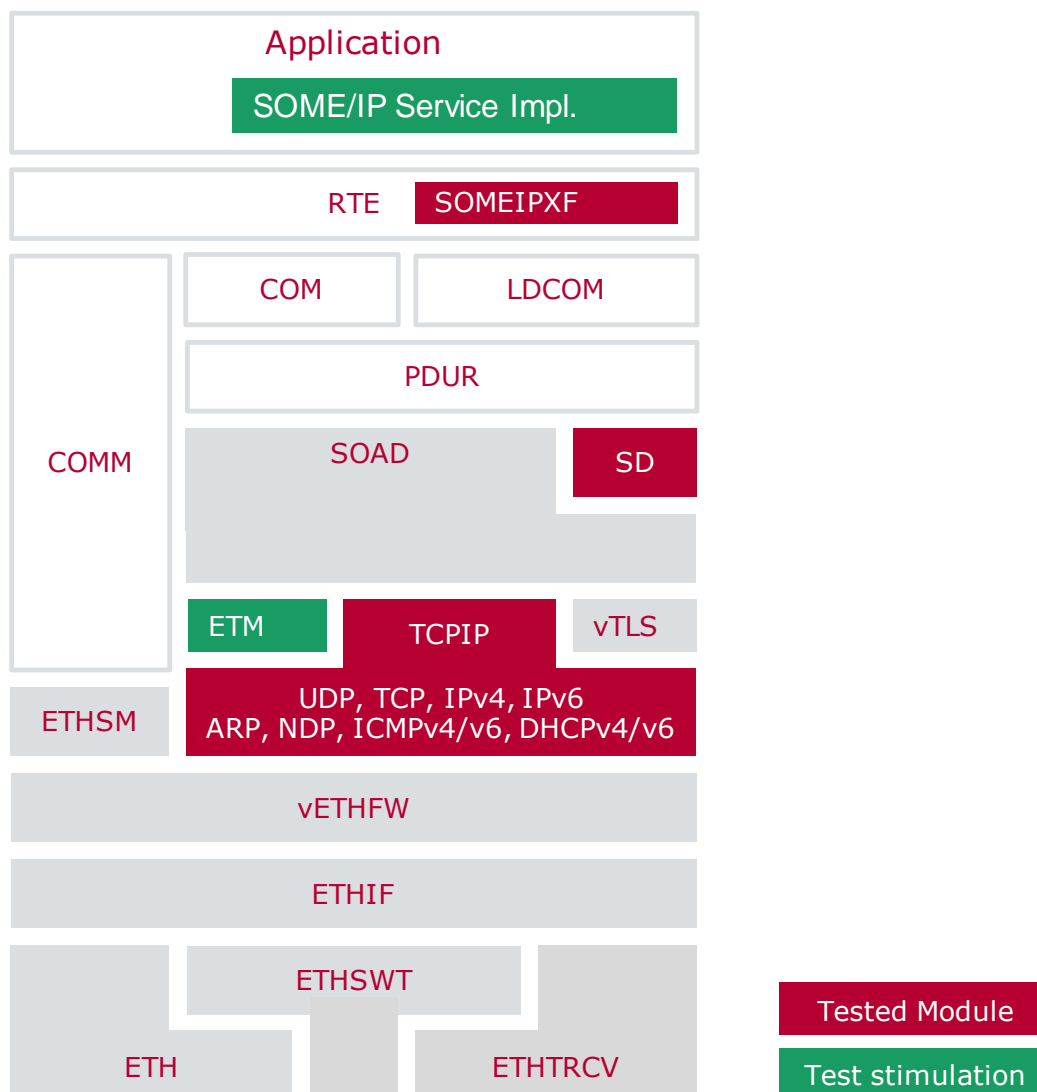 Application
SOME/IP Service Impl.
RTE
SOMEIPXF
COM
LDCOM
PDUR
COMM
SOAD
SD
ETM
TCPIP
vTLS
UDP, TCP, IPv4, IPv6
ARP, NDP, ICMPv4/v6, DHCPv4/v6
ETHSM
vETHFW
ETHIF
ETHSWT
ETH
ETHTRCV
Tested Module
Test stimulation